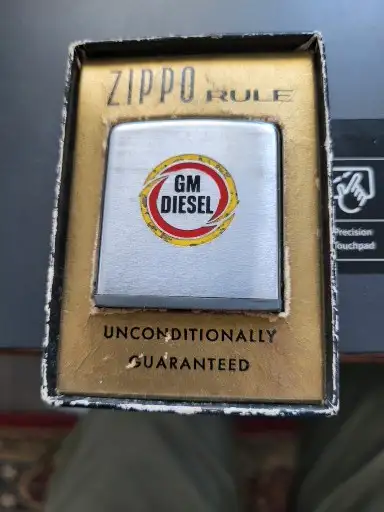 ZIPPO RULE
GM
DIESEL
UNCONDITIONALLY
GUARANTEED
Precision
Touchpad